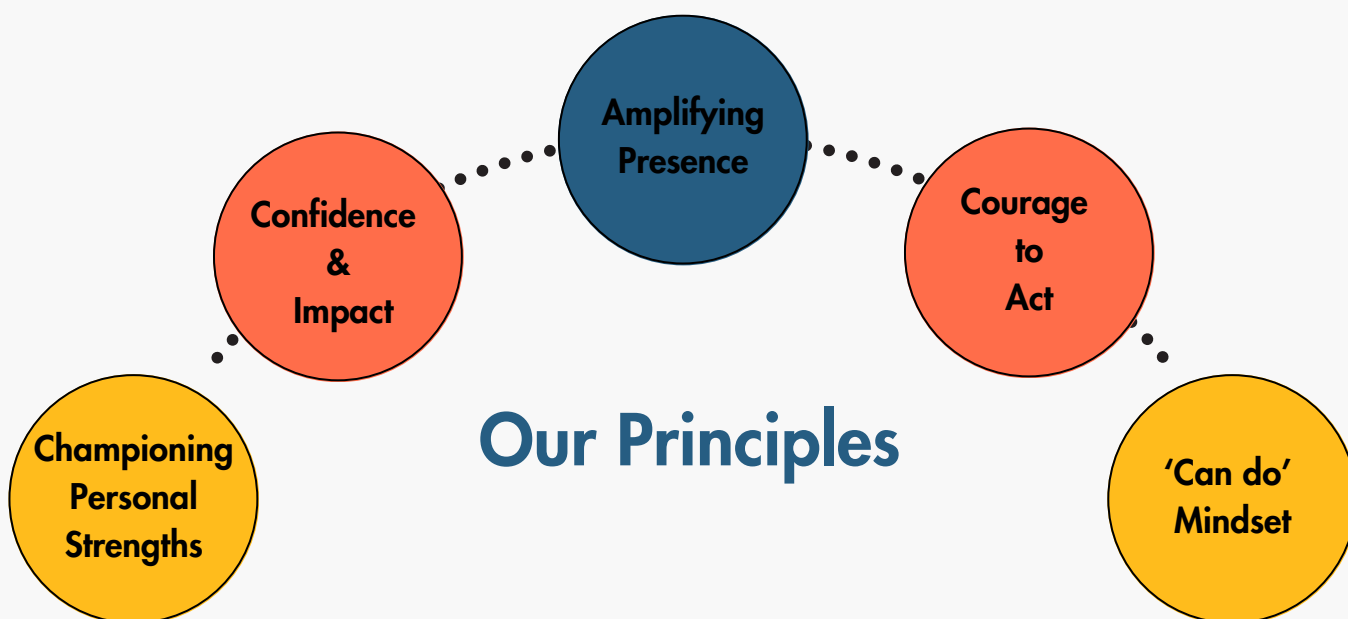 Championing
Personal
Strengths
Confidence
&
Impact
Amplifying
Presence
Courage
to
Act
‘Can do’
Mindset
Our Principles